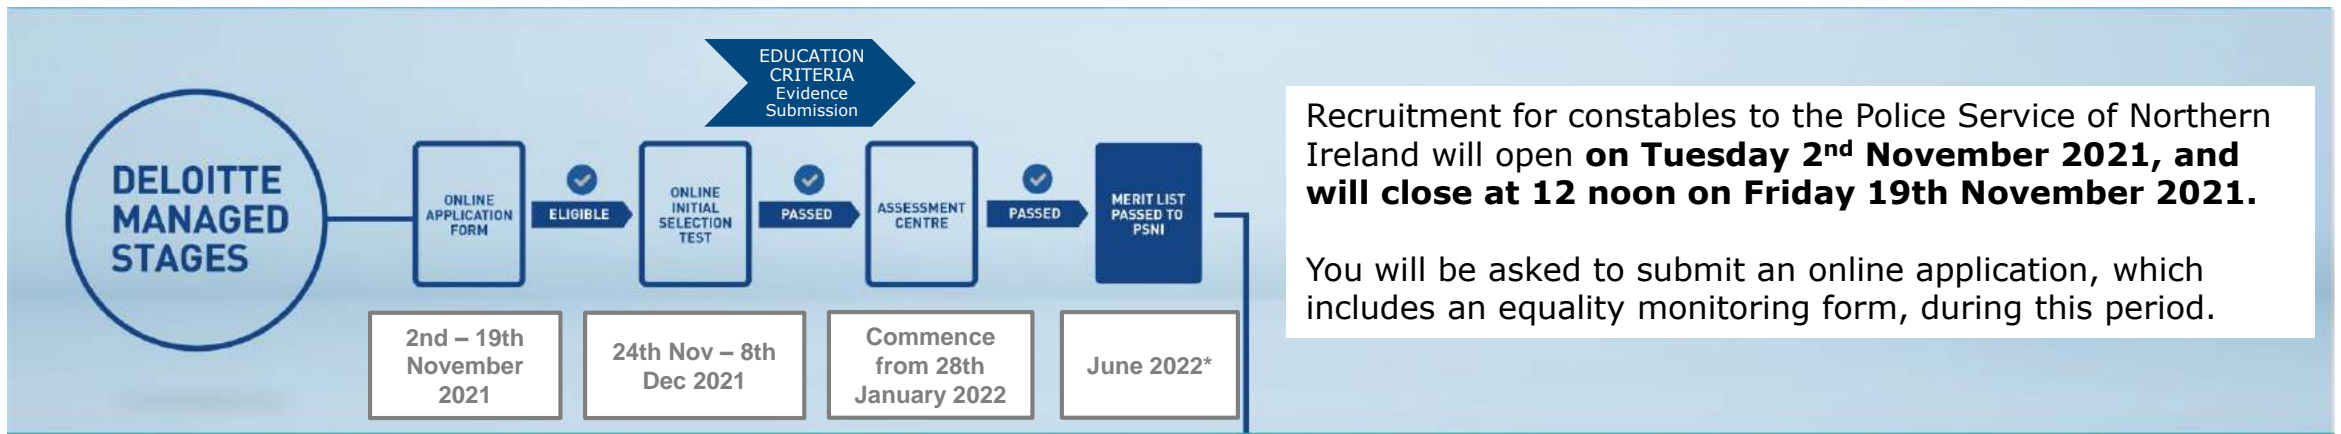 EDUCATION
CRITERIA
Evidence
Submission
DELOITTE
MANAGED
STAGES
ONLINE
APPLICATION
FORM
ELIGIBLE
ONLINE
INITIAL
SELECTION
TEST
PASSED
ASSESSMENT
CENTRE
PASSED
MERIT LIST
PASSED TO
PSNI
2nd – 19th
November
2021
24th Nov – 8th
Dec 2021
Commence
from 28th
January 2022
June 2022*
Recruitment for constables to the Police Service of Northern
Ireland will open on Tuesday 2nd November 2021, and
will close at 12 noon on Friday 19th November 2021.
You will be asked to submit an online application, which
includes an equality monitoring form, during this period.